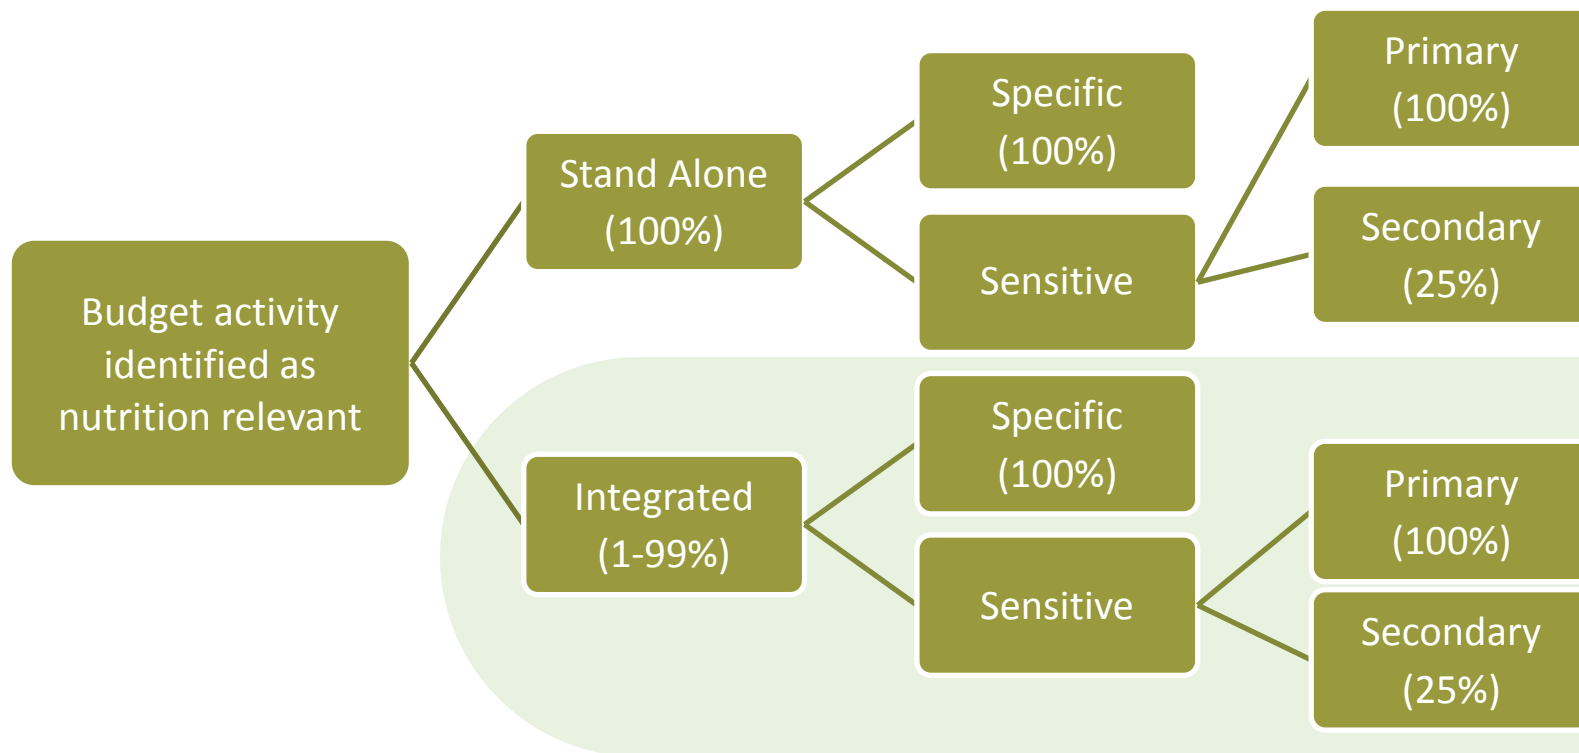 Budget activity
identified as
nutrition relevant
Stand Alone
(100%)
Specific
(100%)
Sensitive
Primary
(100%)
Secondary
(25%)
Integrated
(1-99%)
Specific
(100%)
Sensitive
Primary
(100%)
Secondary
(25%)